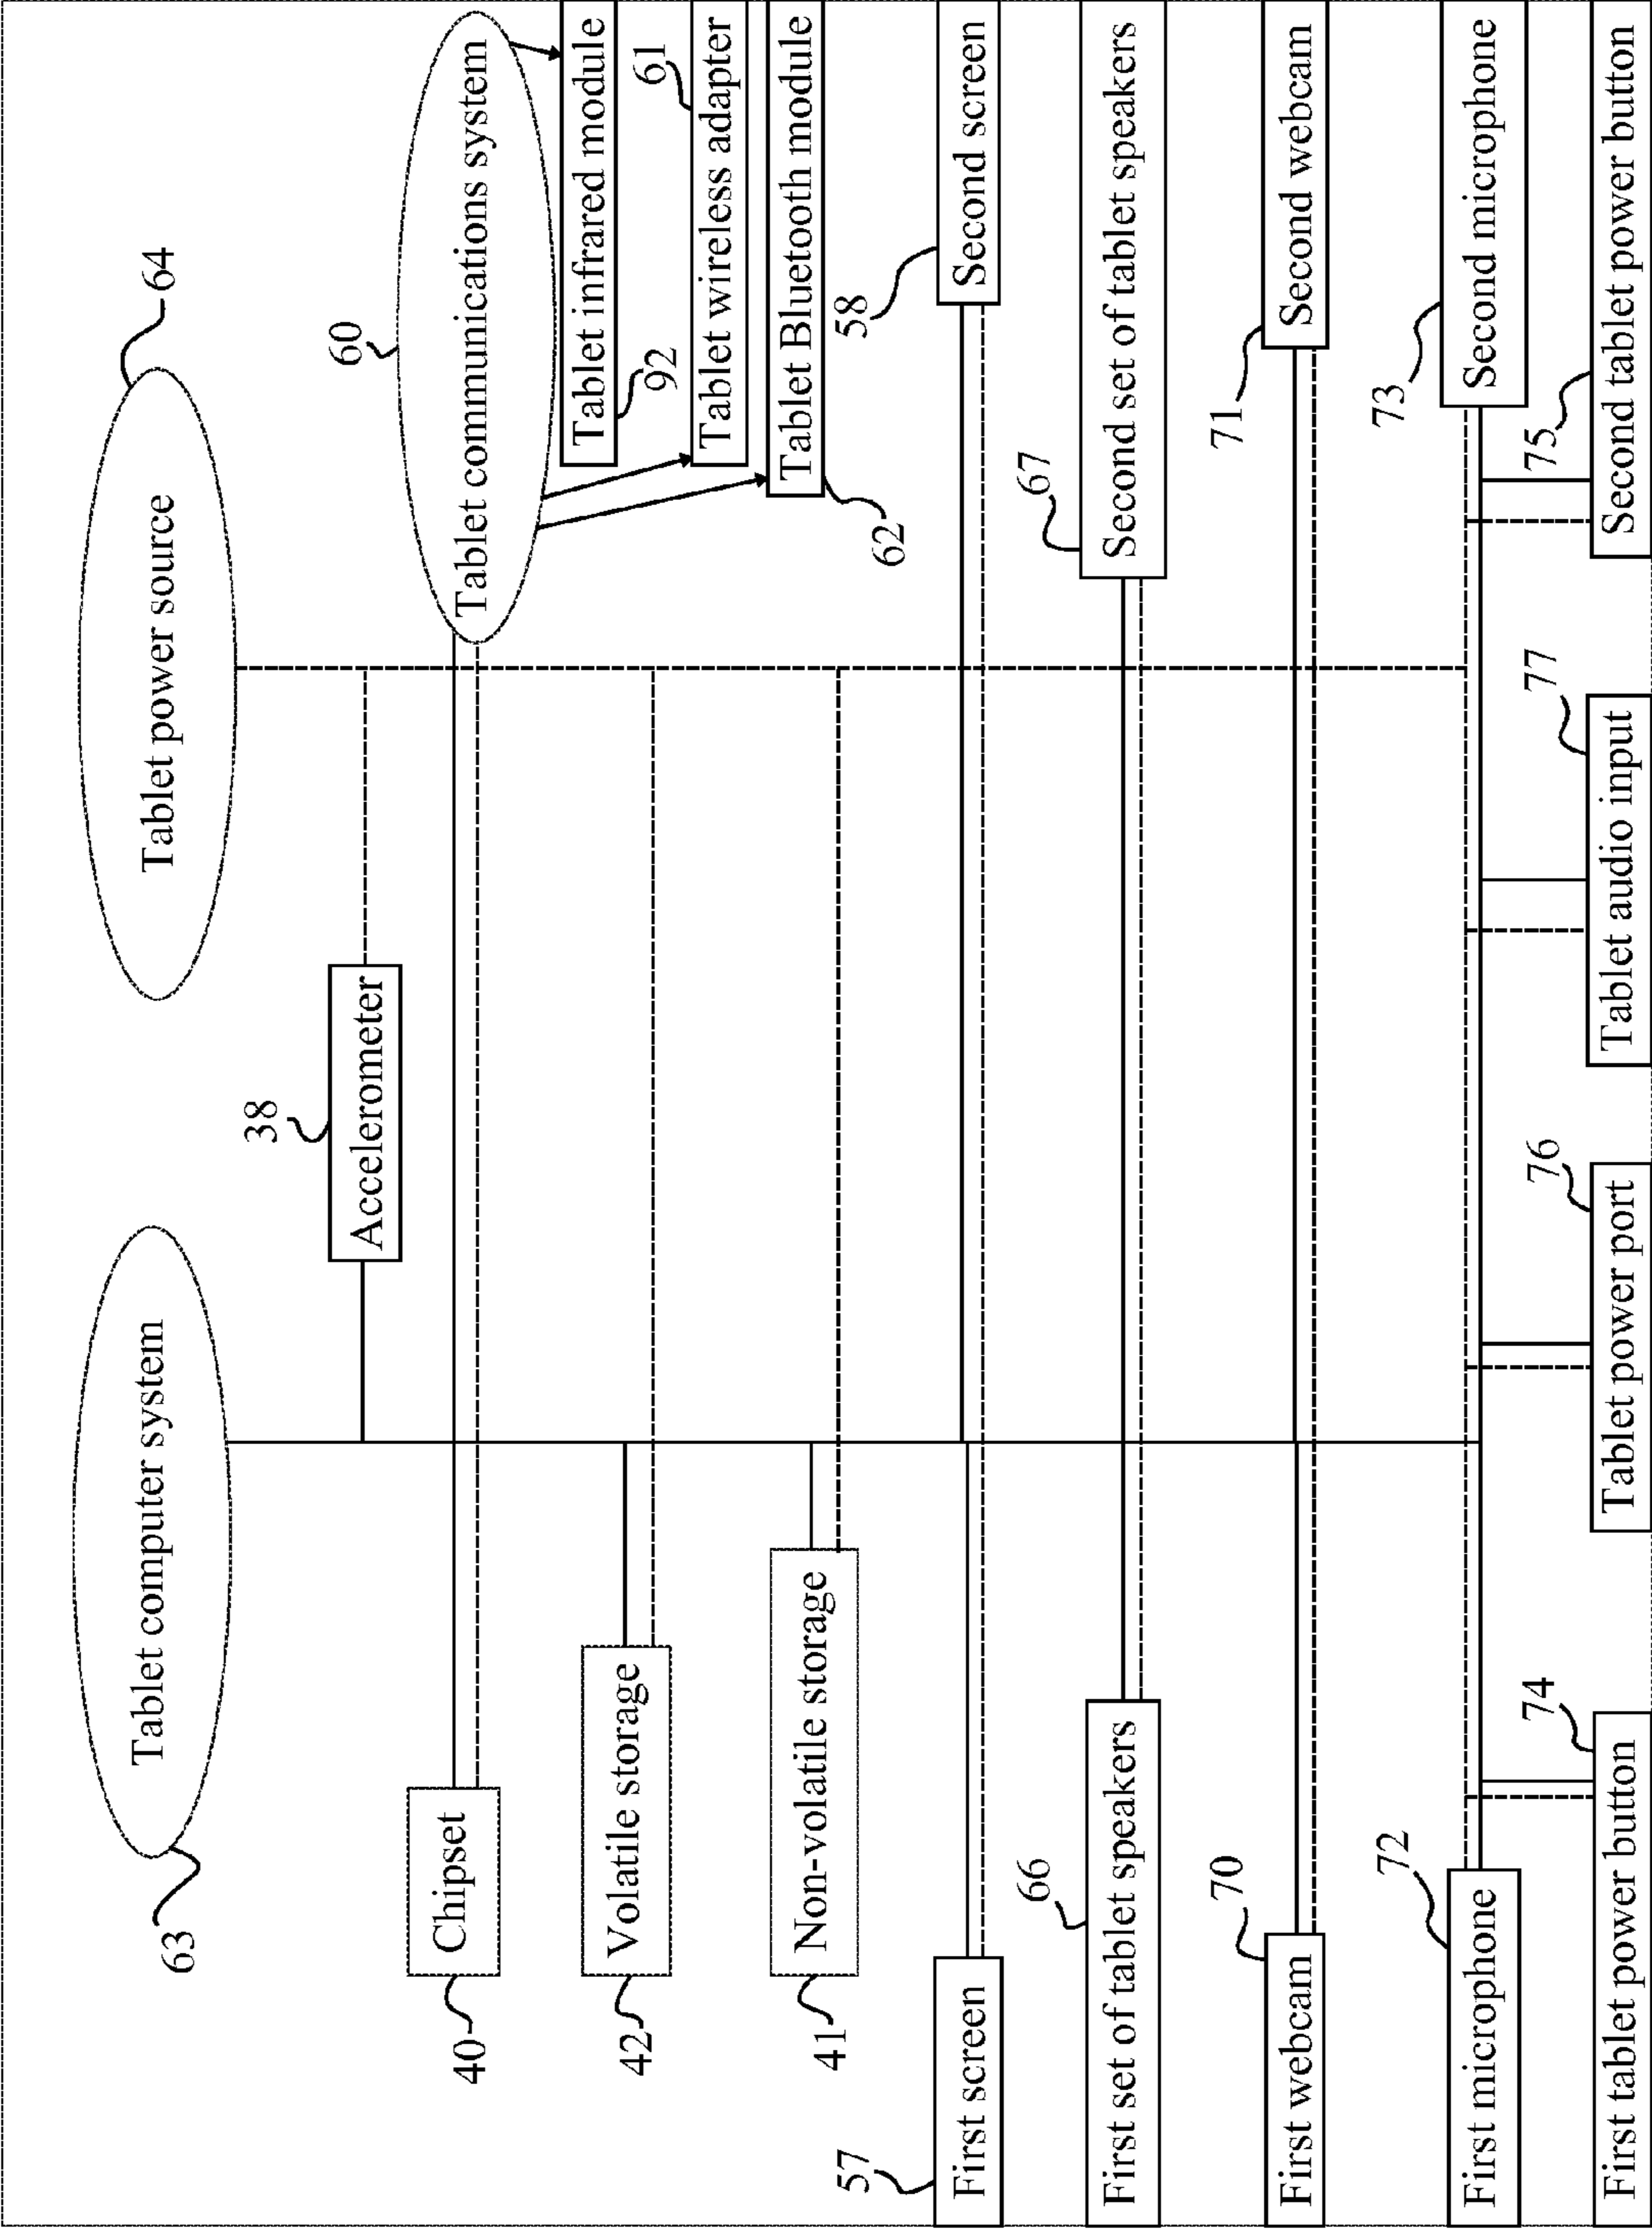 63
Tablet computer system
Tablet power source
64
38
Accelerometer
60
Tablet communications system
40
Chipset
Tablet infrared module
92
61
Tablet wireless adapter
42
Volatile storage
Tablet Bluetooth module
62
41
Non-volatile storage
57
First screen
58
Second screen
66
First set of tablet speakers
67
Second set of tablet speakers
70
First webcam
71
Second webcam
72
First microphone
73
Second microphone
74
First tablet power button
76
Tablet power port
77
Tablet audio input
75
Second tablet power button